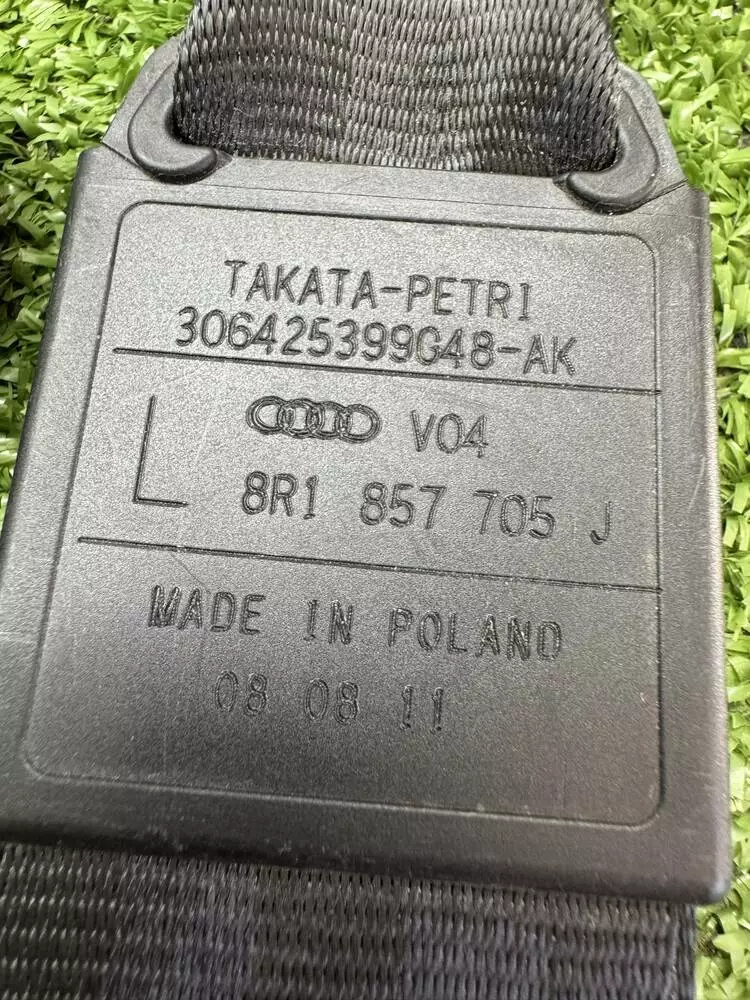 TAKATA-PETRI
306425399G48-AK
L
V04
8R1 857 705 J
MADE IN POLAND
08 08 11